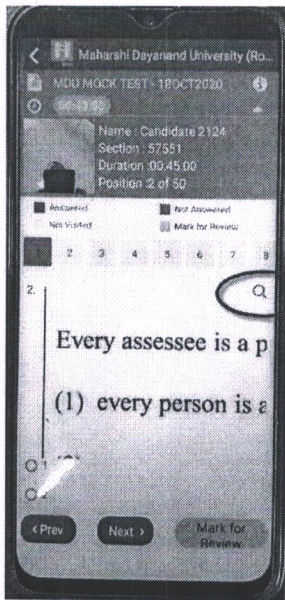 Maharshi Dayanand University (Ro...
MDU MOCK TEST - 18OCT2020
Name : Candidate 2124
Section : 57551
Duration :00:45:00
Position :2 of 50
Answered
Not Answered
Not Visited
Mark for Review
1 2 3 4 5 6 7 8
2.
Every assessee is a p
(1) every person is a
< Prev
Next >
Mark for
Review